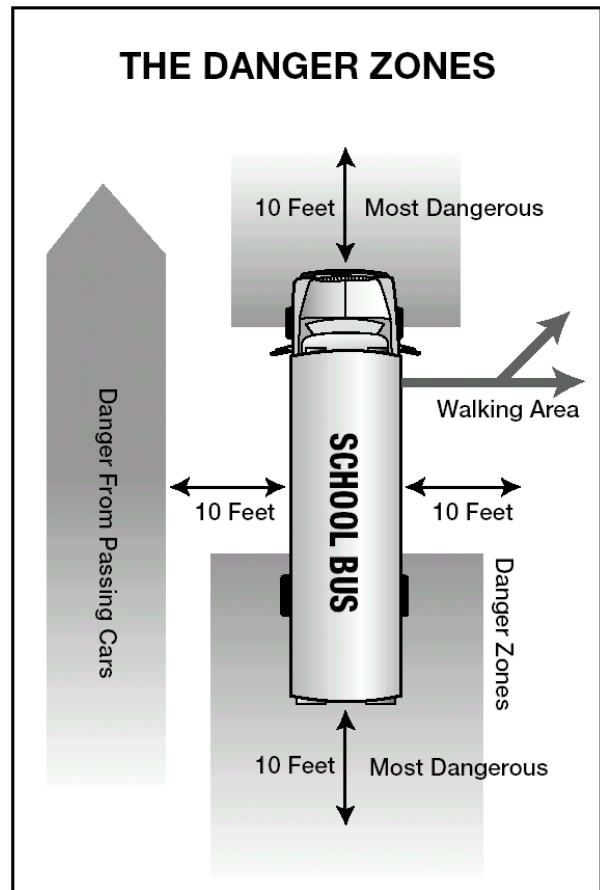 THE DANGER ZONES
10 Feet
Most Dangerous
Walking Area
Danger From Passing Cars
SCHOOL BUS
10 Feet
10 Feet
Danger Zones
10 Feet
Most Dangerous